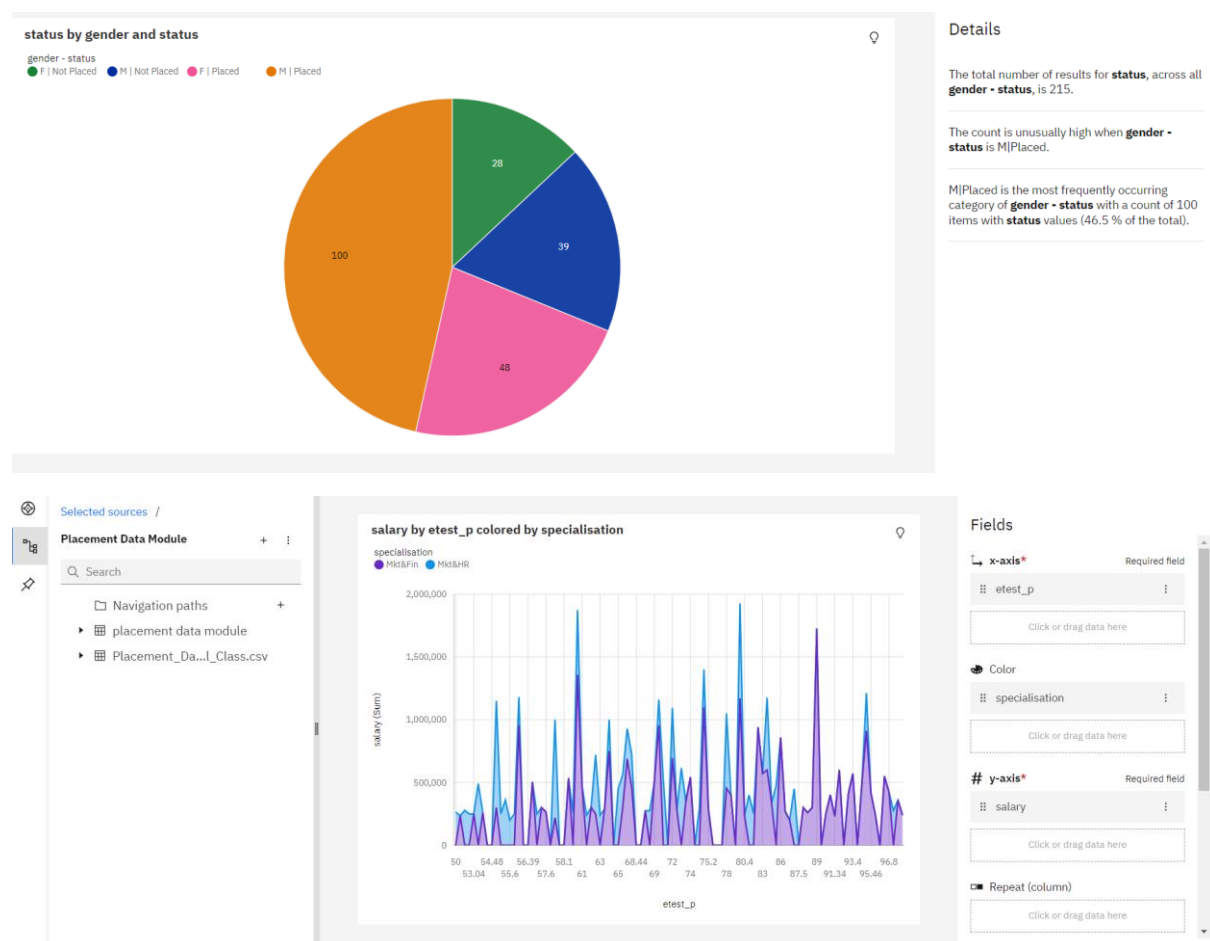 status by gender and status
gender - status
F | Not Placed M | Not Placed F | Placed M | Placed
28
39
48
100
Details
The total number of results for status, across all
gender - status, is 215.
The count is unusually high when gender -
status is M|Placed.
M|Placed is the most frequently occurring
category of gender - status with a count of 100
items with status values (46.5 % of the total).
Selected sources /
Placement Data Module
Search
Navigation paths
placement data module
Placement_Da...l_Class.csv
salary by etest_p colored by specialisation
specialisation
Mkt&Fin Mkt&HR
salary (Sum)
2,000,000
1,500,000
1,000,000
500,000
0
50 54.48 56.39 58.1 63 68.44 72 75.2 80.4 86 89 93.4 96.8
53.04 55.6 57.6 61 65 69 74 78 83 87.5 91.34 95.46
etest_p
Fields
x-axis* Required field
etest_p
Click or drag data here
Color
specialisation
Click or drag data here
# y-axis* Required field
salary
Click or drag data here
Repeat (column)
Click or drag data here